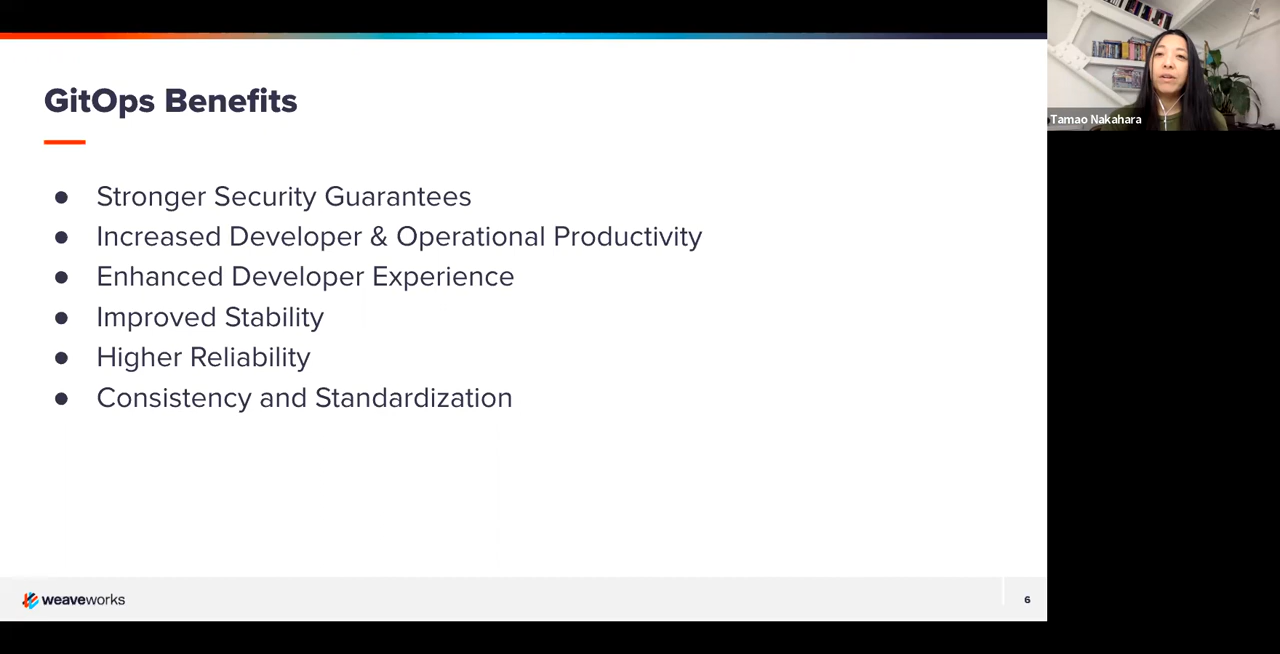 GitOps Benefits
● Stronger Security Guarantees
● Increased Developer & Operational Productivity
● Enhanced Developer Experience
● Improved Stability
● Higher Reliability
● Consistency and Standardization
weaveworks
6
Tamao Nakahara